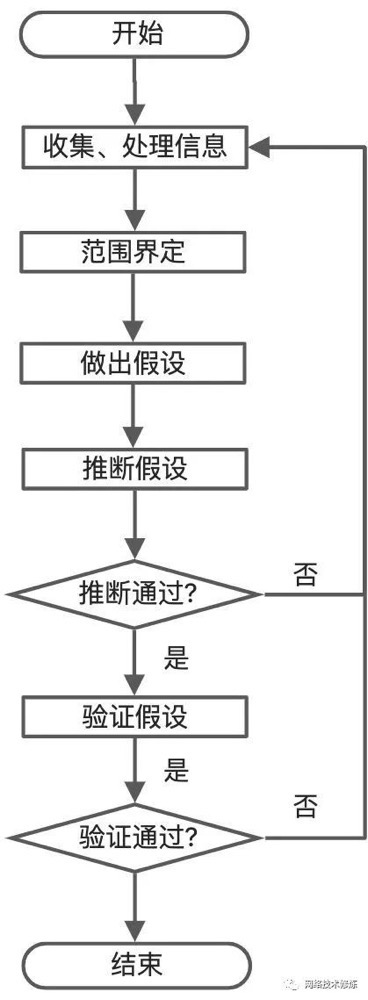 开始
收集、处理信息
范围界定
做出假设
推断假设
推断通过?
否
是
验证假设
是
否
验证通过?
结束
网络技术修炼